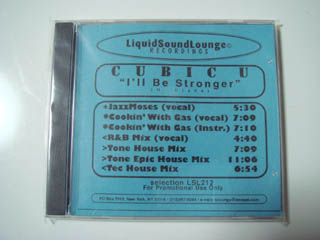 LiquidSoundLounge©
RECORDINGS
CUBIC U
"I'll Be Stronger"
+JazzMoses (vocal) 5:30
*Cookin' With Gas (vocal) 7:09
*Cookin' With Gas (Instr.) 7:10
<R&B Mix (vocal) 4:40
>Tone House Mix 7:09
>Tone Epic House Mix 11:06
<Tec House Mix 6:54
selection LSL212
For Promotional Use Only